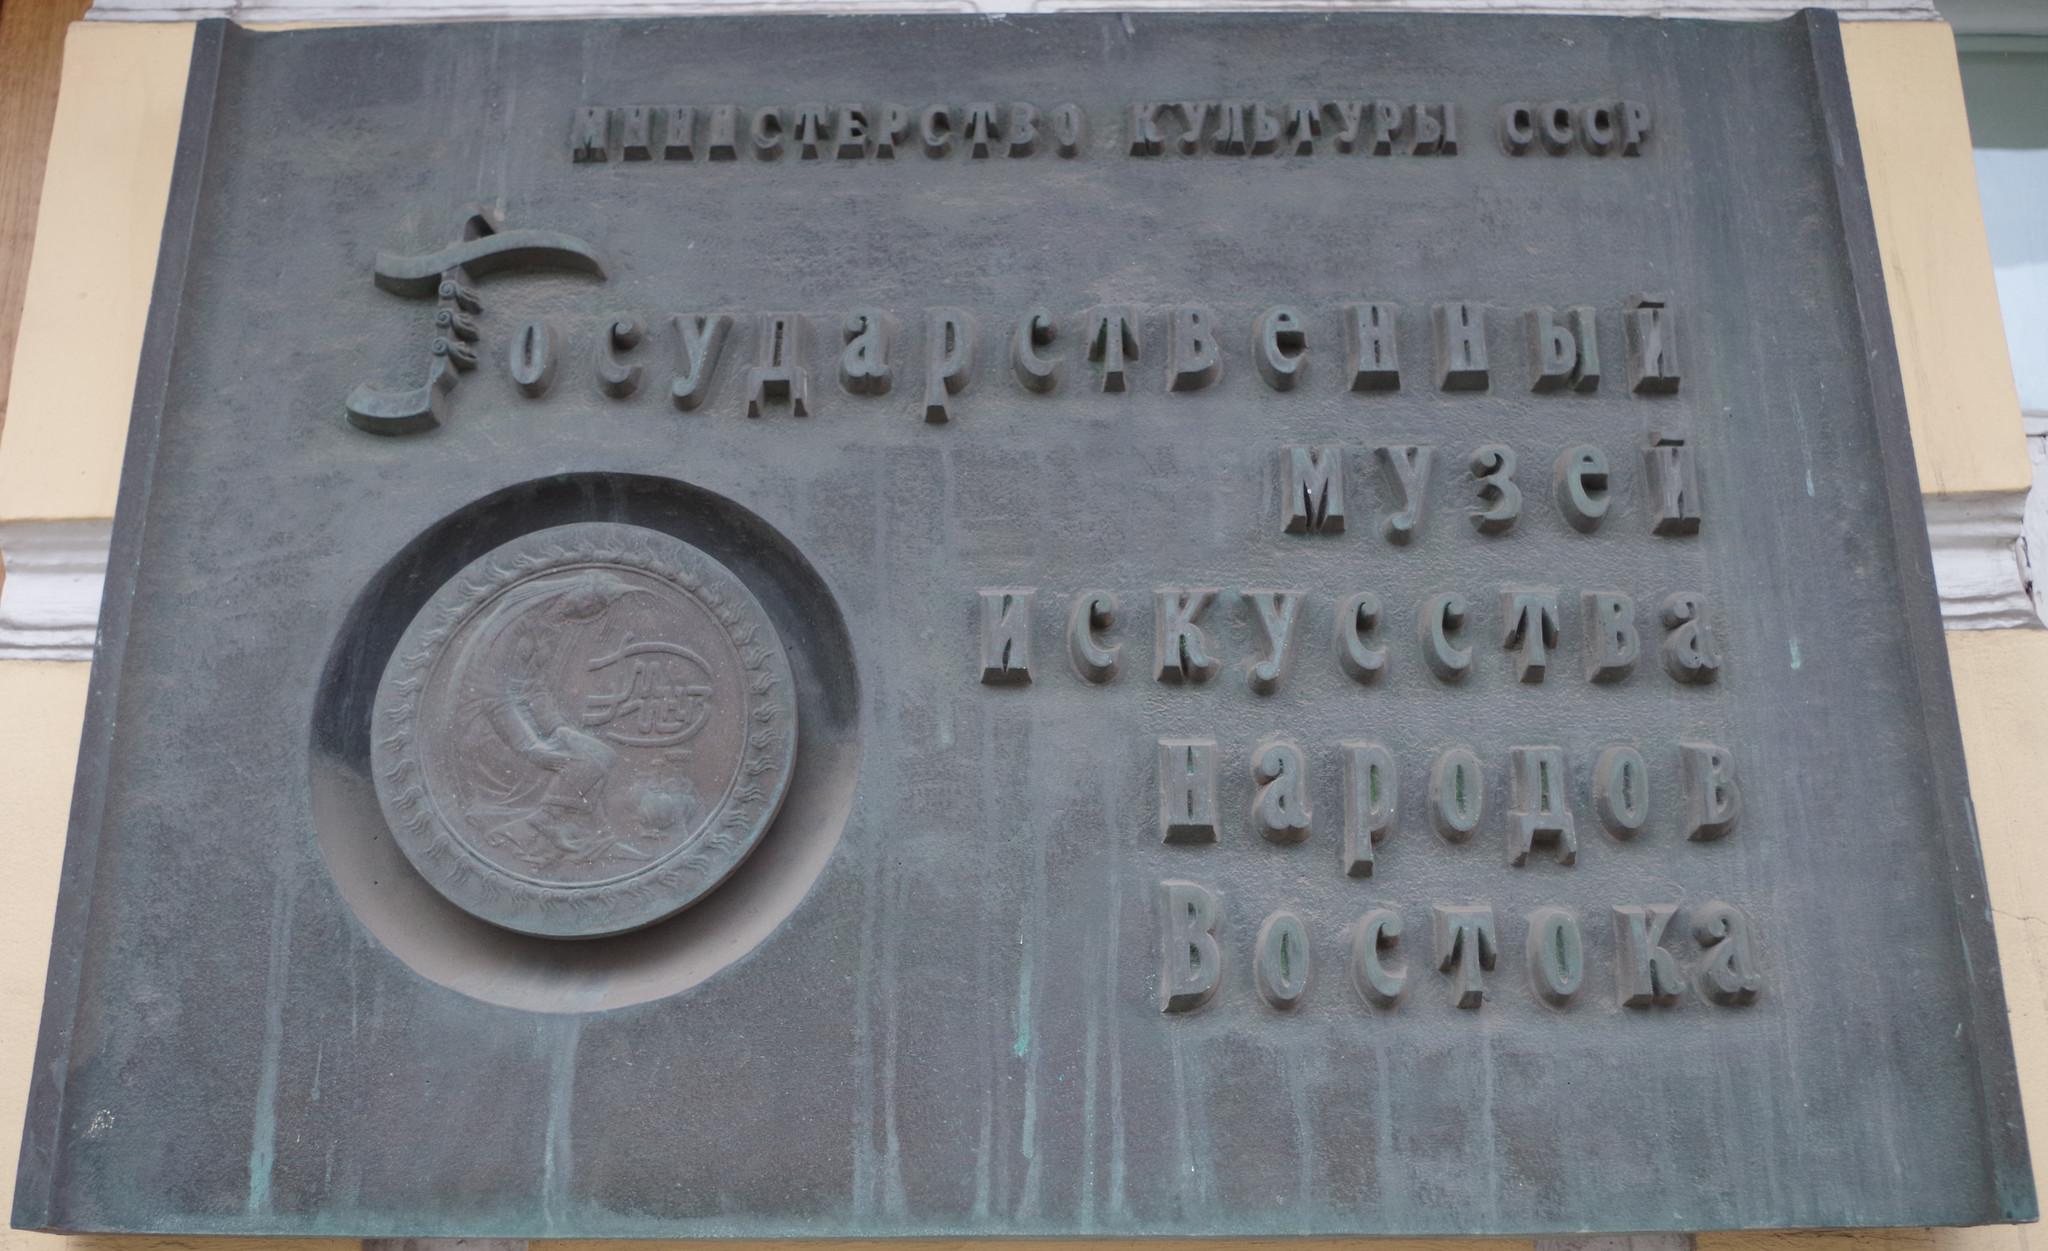 МИНИСТЕРСТВО КУЛЬТУРЫ СССР
Государственный
музей
искусства
народов
Востока